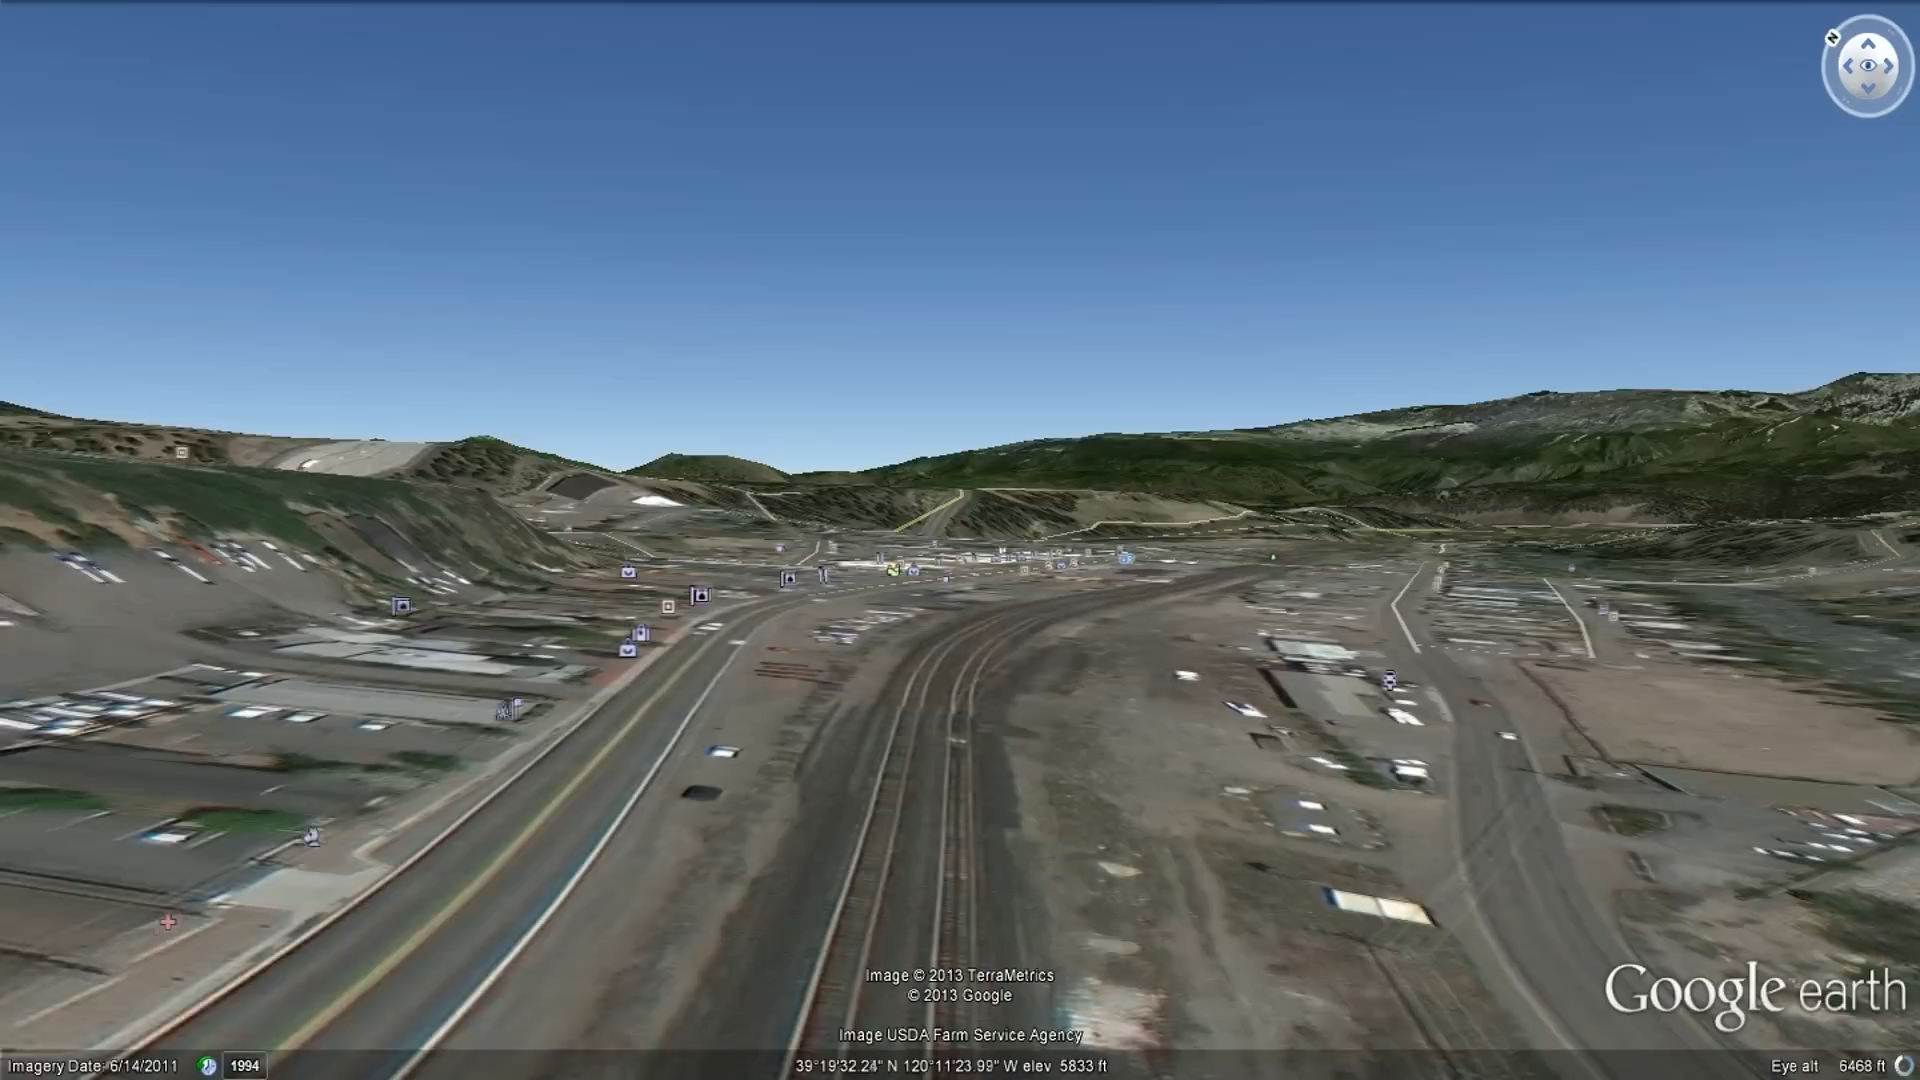 N
Image © 2013 TerraMetrics
© 2013 Google
Image USDA Farm Service Agency
Google earth
Imagery Date: 6/14/2011
1994
39°19'32.24" N 120°11'23.99" W elev 5833 ft
Eye alt 6468 ft